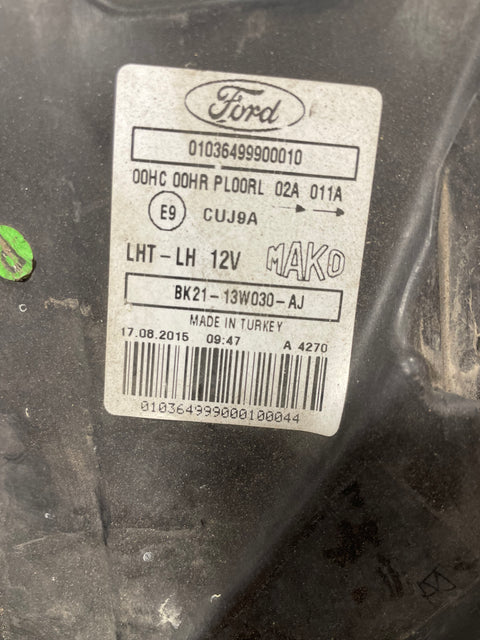 Ford
01036499900010
00HC 00HR PL00RL 02A 011A
E9 CUJ9A
LHT-LH 12V MAKO
BK21-13W030-AJ
MADE IN TURKEY
17.08.2015 09:47 A 4270
010364999000100044